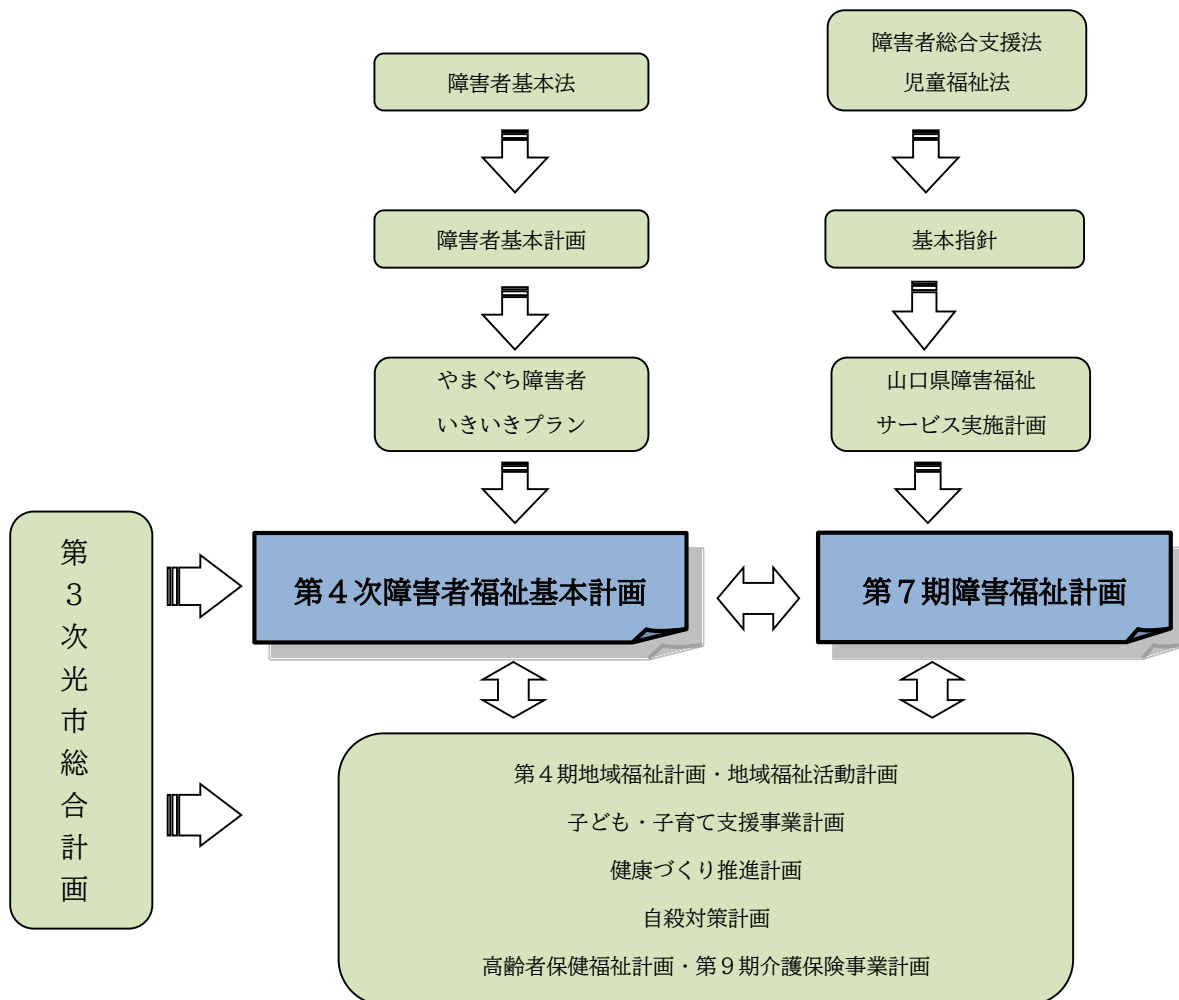 障害者基本法
障害者総合支援法
児童福祉法
障害者基本計画
基本指針
やまぐち障害者
いきいきプラン
山口県障害福祉
サービス実施計画
第3次光市総合計画
第４次障害者福祉基本計画
第７期障害福祉計画
第４期地域福祉計画・地域福祉活動計画
子ども・子育て支援事業計画
健康づくり推進計画
自殺対策計画
高齢者保健福祉計画・第９期介護保険事業計画